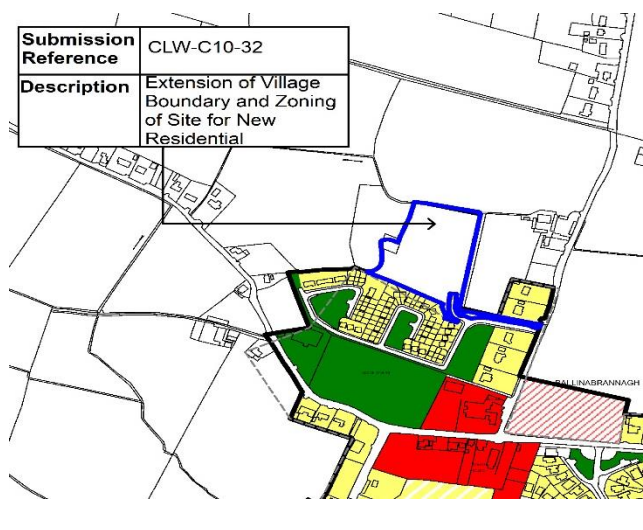 Submission
Reference
CLW-C10-32
Description
Extension of Village
Boundary and Zoning
of Site for New
Residential
BALLINABRANNAGH